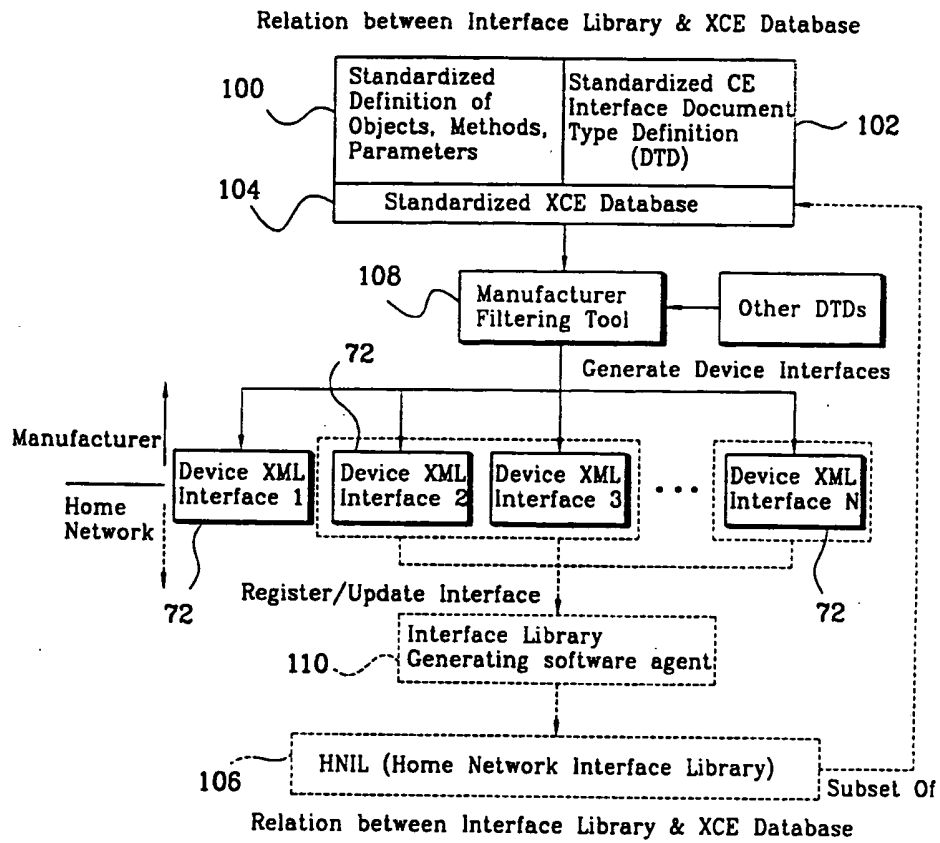 Relation between Interface Library & XCE Database
100
Standardized
Definition of
Objects, Methods,
Parameters
Standardized CE
Interface Document
Type Definition
(DTD)
102
104
Standardized XCE Database
108
Manufacturer
Filtering Tool
Other DTDs
72
Generate Device Interfaces
Manufacturer
Home
Network
Device XML
Interface 1
Device XML
Interface 2
Device XML
Interface 3
Device XML
Interface N
72
72
Register/Update Interface
Interface Library
Generating software agent
110
HNIL (Home Network Interface Library)
106
Subset Of
Relation between Interface Library & XCE Database